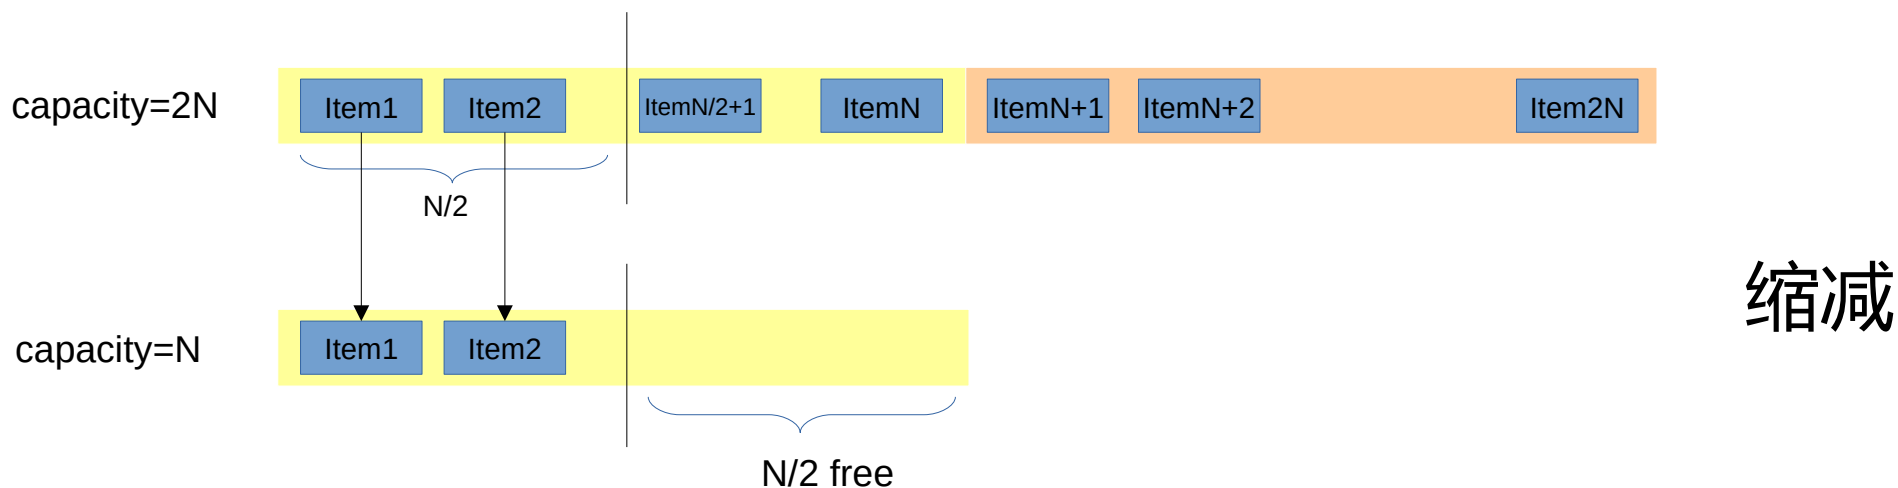 capacity=2N
Item1
Item2
ItemN/2+1
ItemN
ItemN+1
ItemN+2
Item2N
N/2
缩减
capacity=N
Item1
Item2
N/2 free